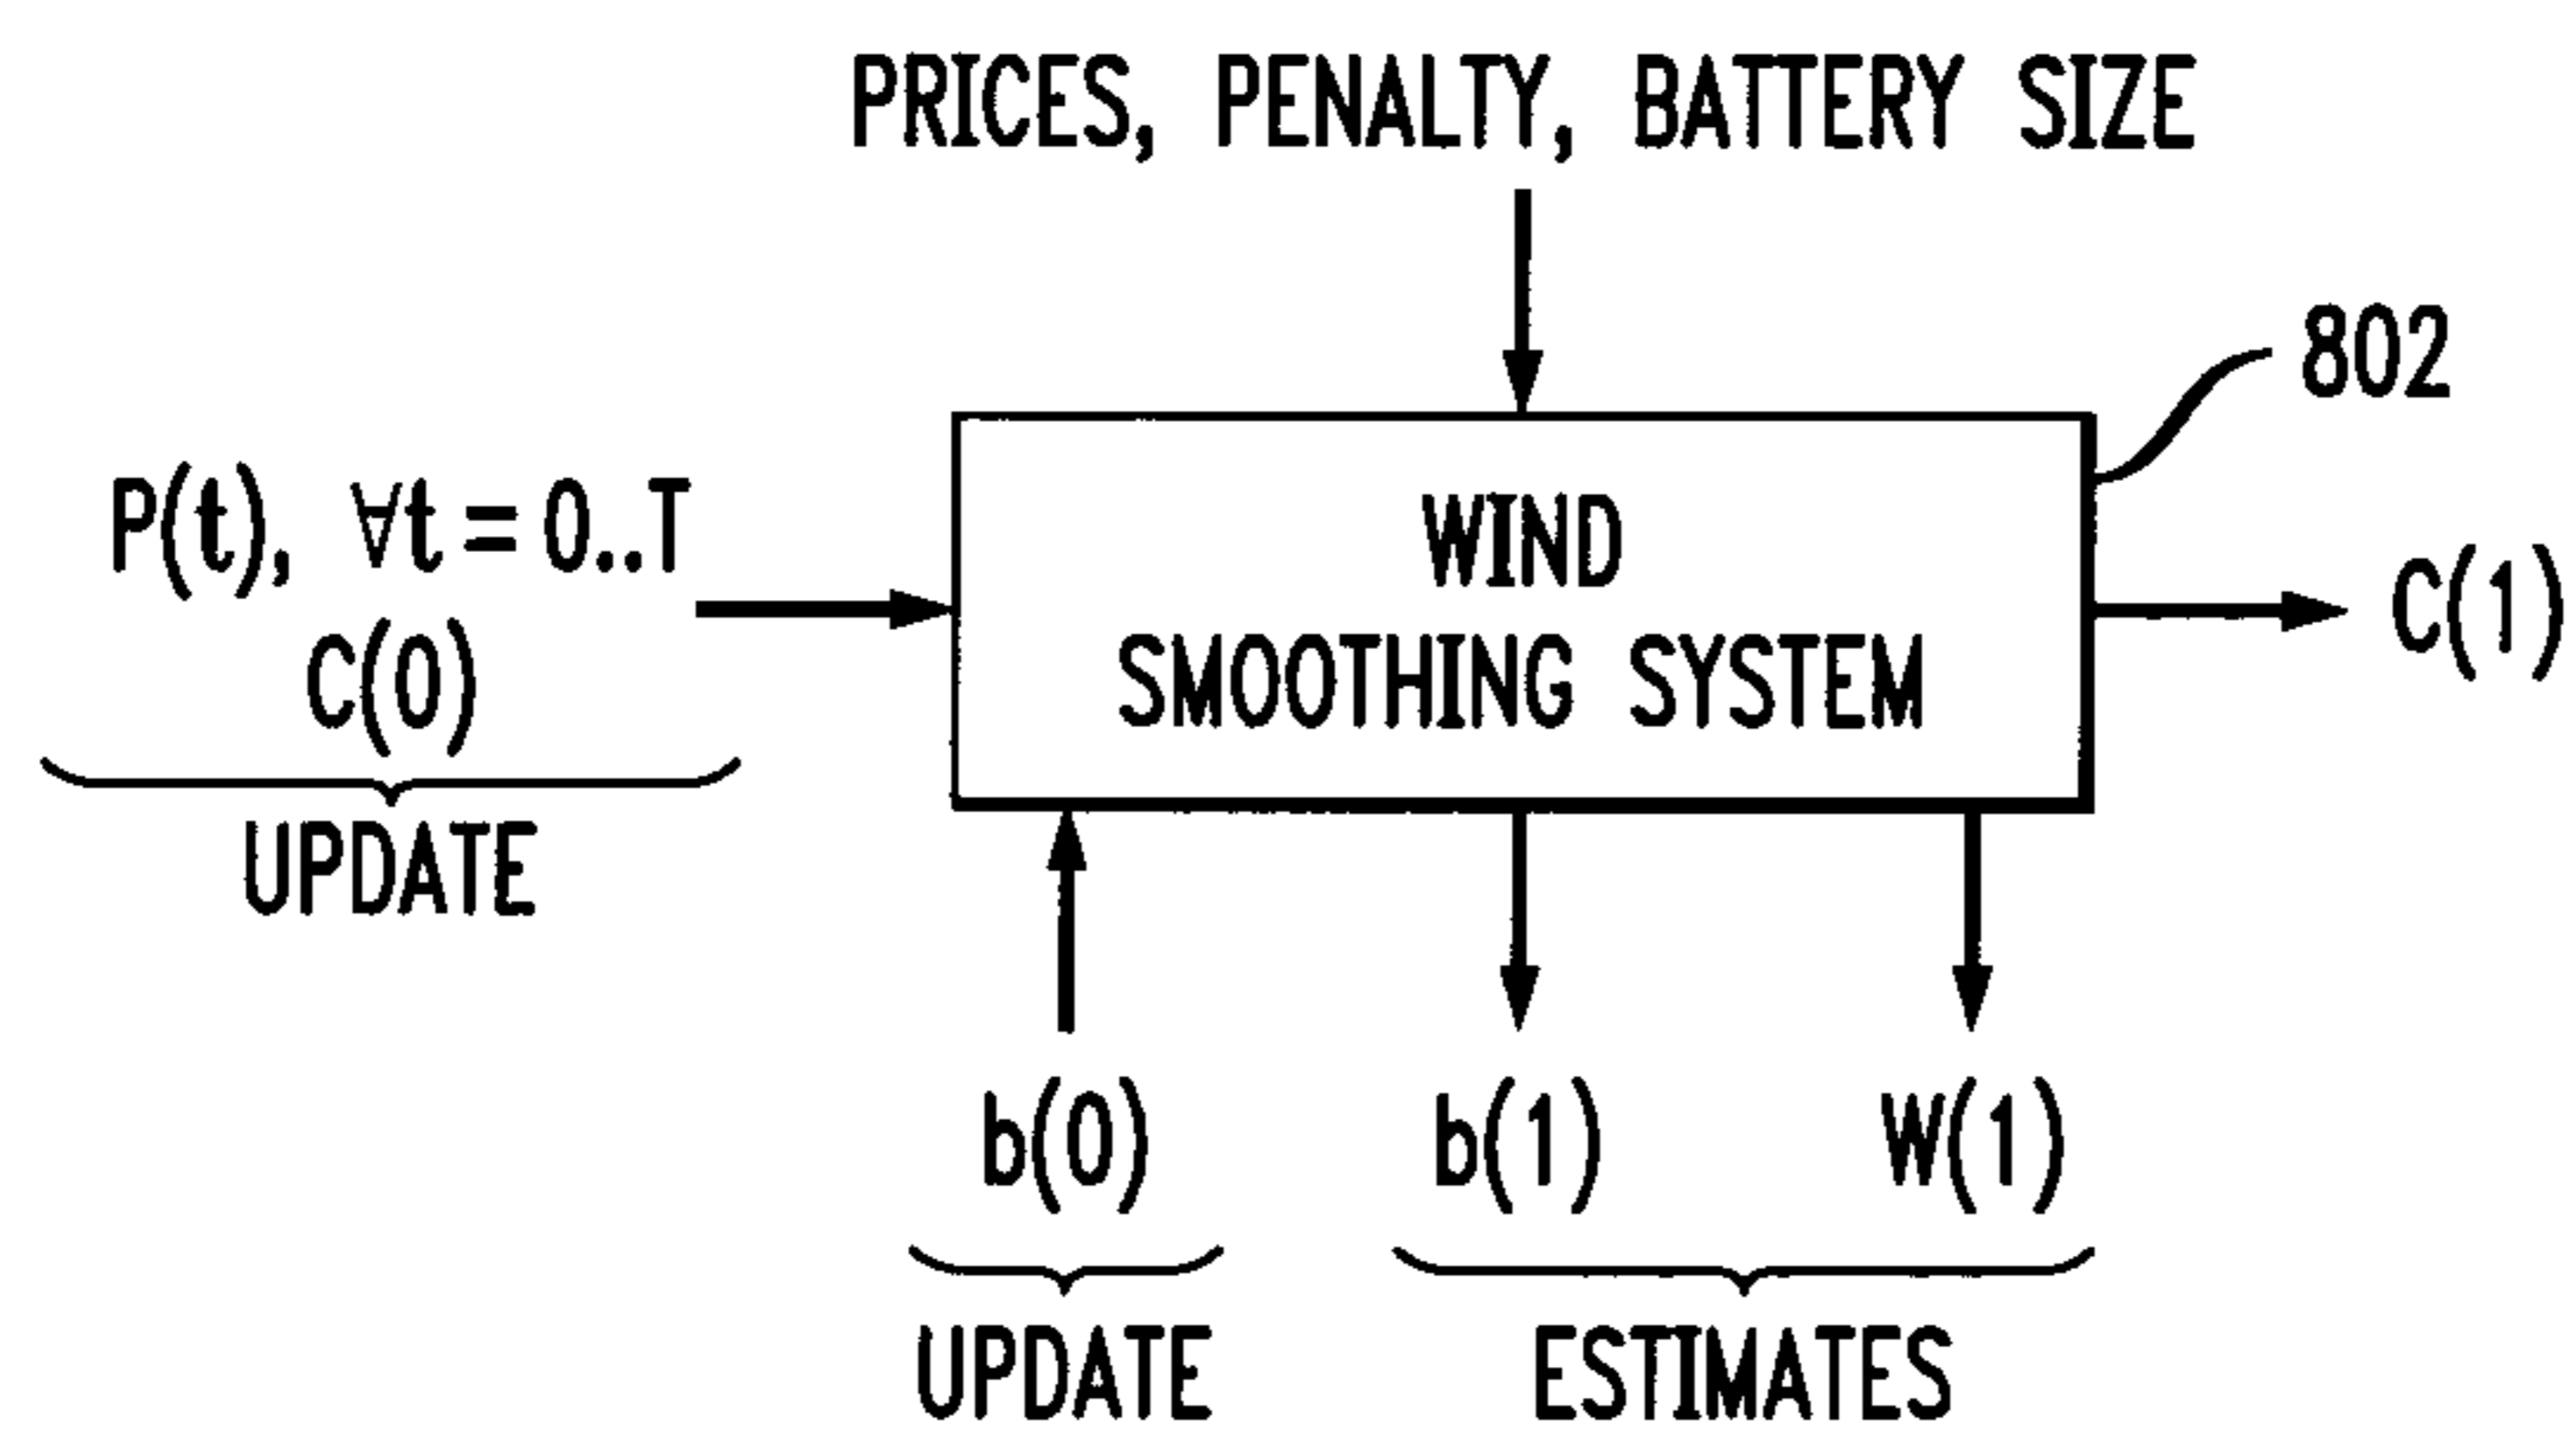 PRICES, PENALTY, BATTERY SIZE
802
P(t), ∀t = 0..T
C(0)
UPDATE
WIND
SMOOTHING SYSTEM
C(1)
b(0)
b(1)
W(1)
UPDATE
ESTIMATES